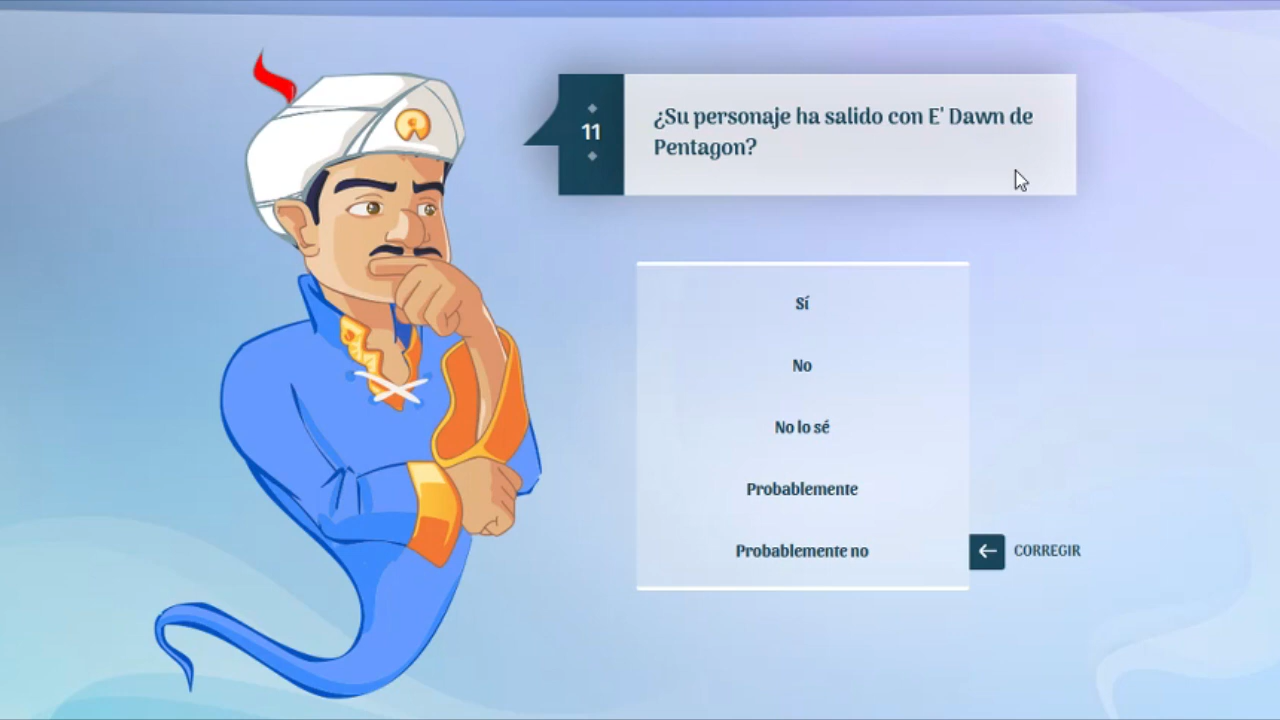 11
¿Su personaje ha salido con E' Dawn de
Pentagon?
Sí
No
No lo sé
Probablemente
Probablemente no
CORREGIR